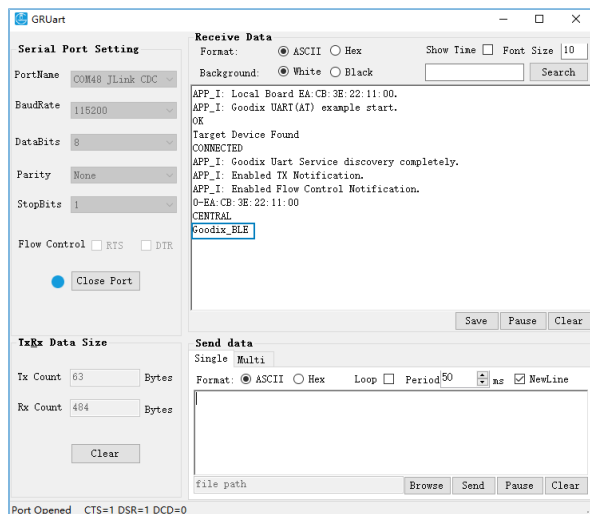 GRUart
Serial Port Setting
PortName COM48 JLink CDC
BaudRate 115200
DataBits 8
Parity None
StopBits 1
Flow Control RTS DTR
Close Port
TxRx Data Size
Tx Count 63 Bytes
Rx Count 484 Bytes
Clear
Receive Data
Format: ASCII Hex Show Time Font Size 10
Background: White Black Search
APP_I: Local Board EA:CB:3E:22:11:00.
APP_I: Goodix UART(AT) example start.
OK
Target Device Found
CONNECTED
APP_I: Goodix Uart Service discovery completely.
APP_I: Enabled TX Notification.
APP_I: Enabled Flow Control Notification.
0-EA:CB:3E:22:11:00
CENTRAL
Goodix_BLE
Save Pause Clear
Send data
Single Multi
Format: ASCII Hex Loop Period 50 ms NewLine
file path Browse Send Pause Clear
Port Opened CTS=1 DSR=1 DCD=0